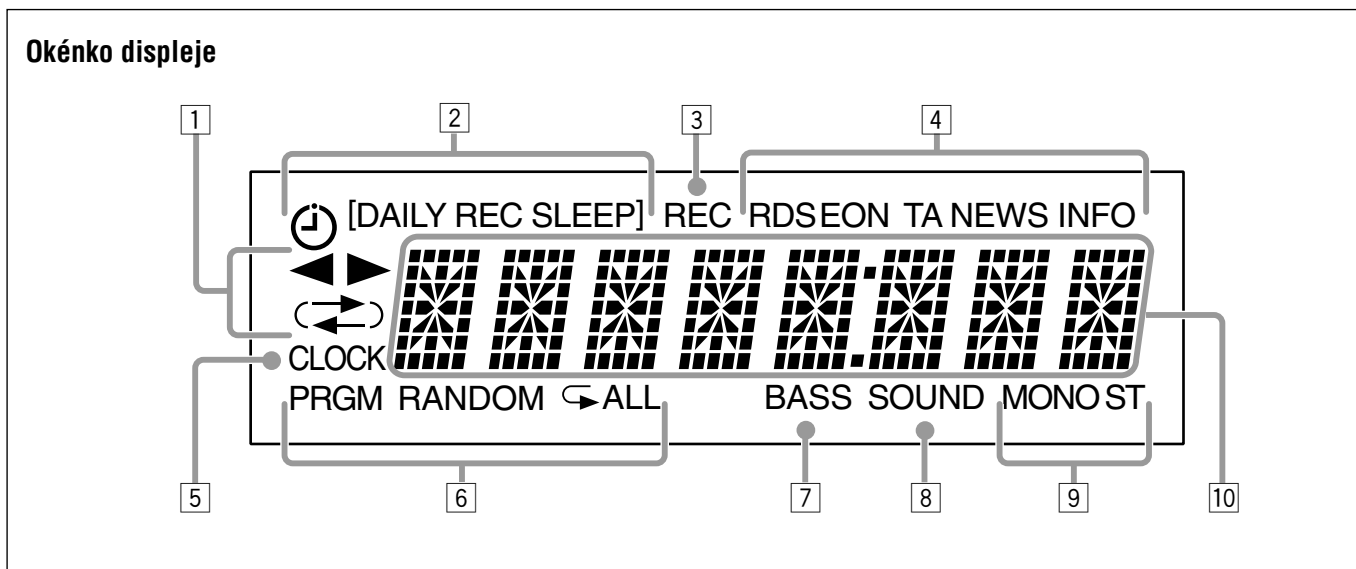 Okénko displeje
1 2 3 4
[DAILY REC SLEEP] REC RDS EON TA NEWS INFO
CLOCK
PRGM RANDOM ALL BASS SOUND MONO ST
5 6 7 8 9 10